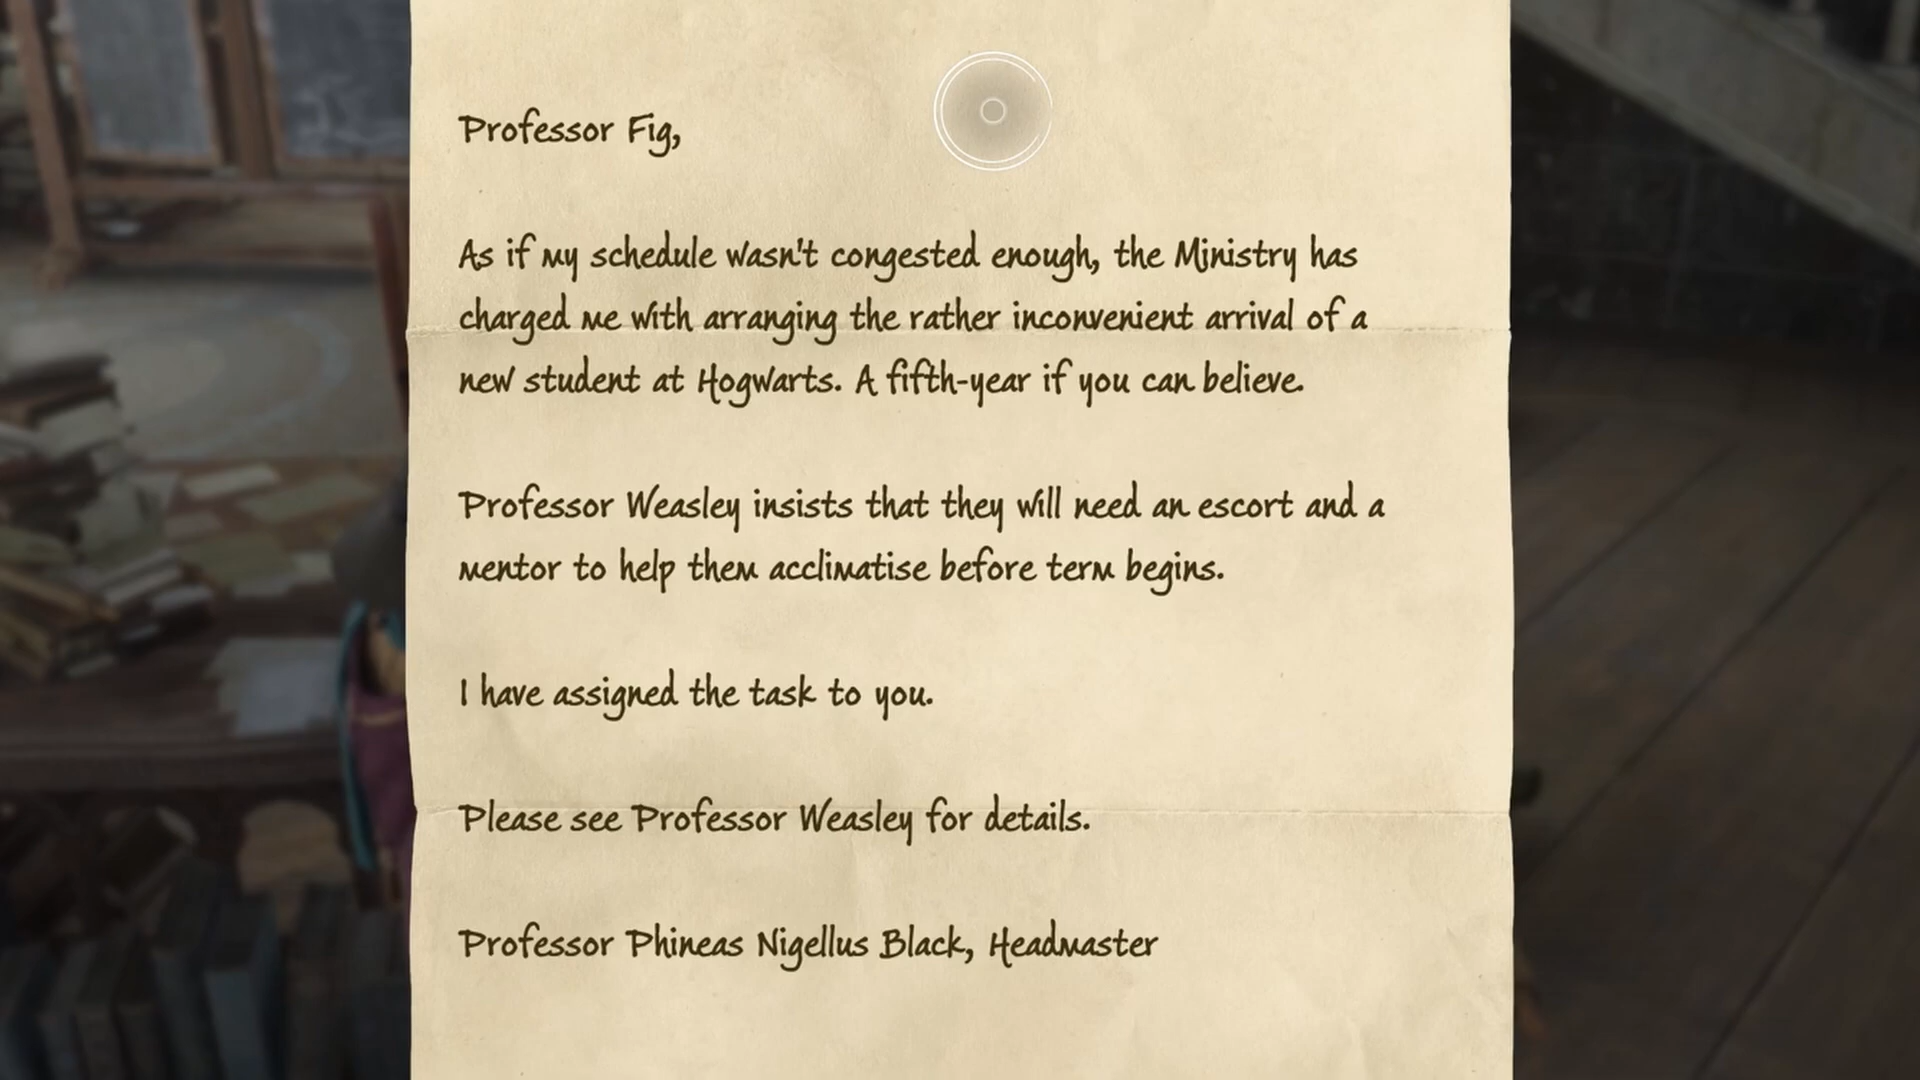 Professor Fig,
As if my schedule wasn't congested enough, the Ministry has
charged me with arranging the rather inconvenient arrival of a
new student at Hogwarts. A fifth-year if you can believe.
Professor Weasley insists that they will need an escort and a
mentor to help them acclimatise before term begins.
I have assigned the task to you.
Please see Professor Weasley for details.
Professor Phineas Nigellus Black, Headmaster